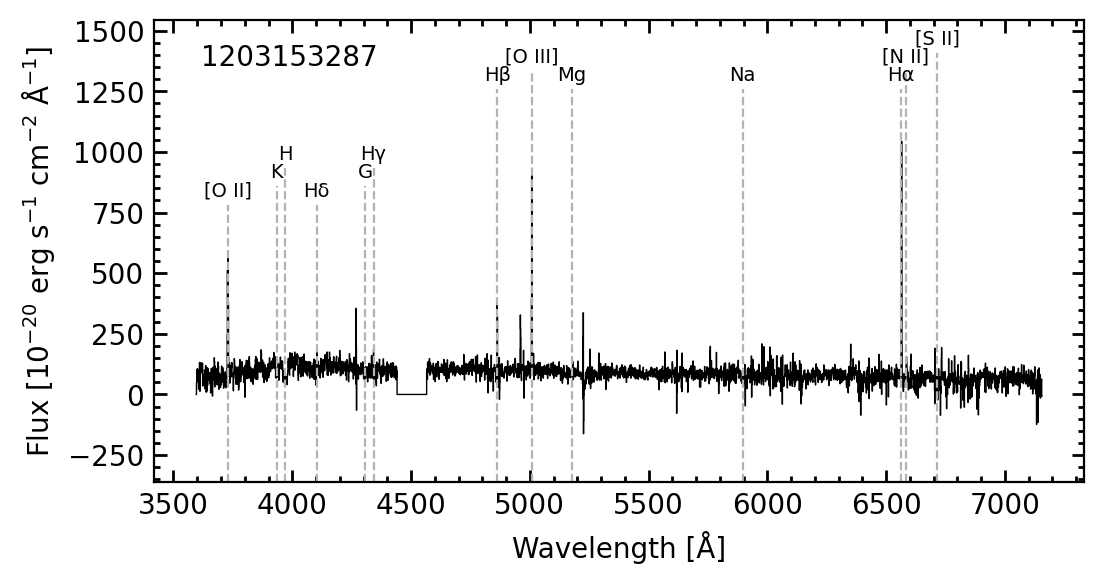 1203153287
[S II]
[O III]
[N II]
Hβ
Mg
Na
Hα
H
Hγ
K
G
[O II]
Hδ
1500
1250
1000
750
500
250
0
−250
Flux [10⁻²⁰ erg s⁻¹ cm⁻² Å⁻¹]
3500 4000 4500 5000 5500 6000 6500 7000
Wavelength [Å]